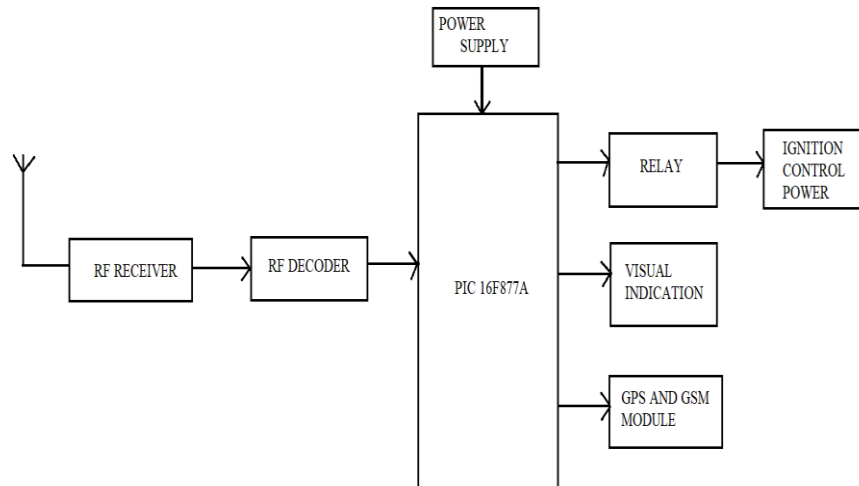 POWER
SUPPLY
RF RECEIVER
RF DECODER
PIC 16F877A
RELAY
IGNITION
CONTROL
POWER
VISUAL
INDICATION
GPS AND GSM
MODULE